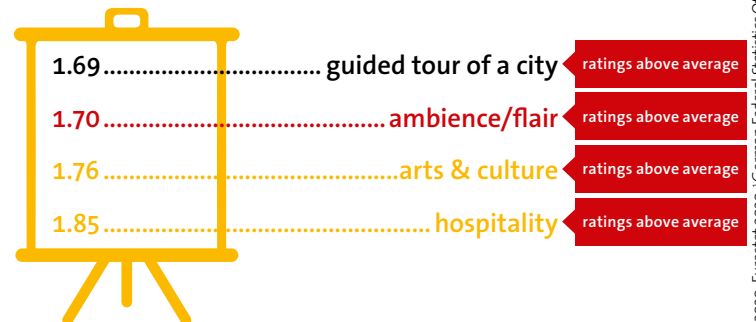 1.69 ................................ guided tour of a city ratings above average
1.70 ......................................... ambience/flair ratings above average
1.76 ...........................................arts & culture ratings above average
1.85 ............................................... hospitality ratings above average